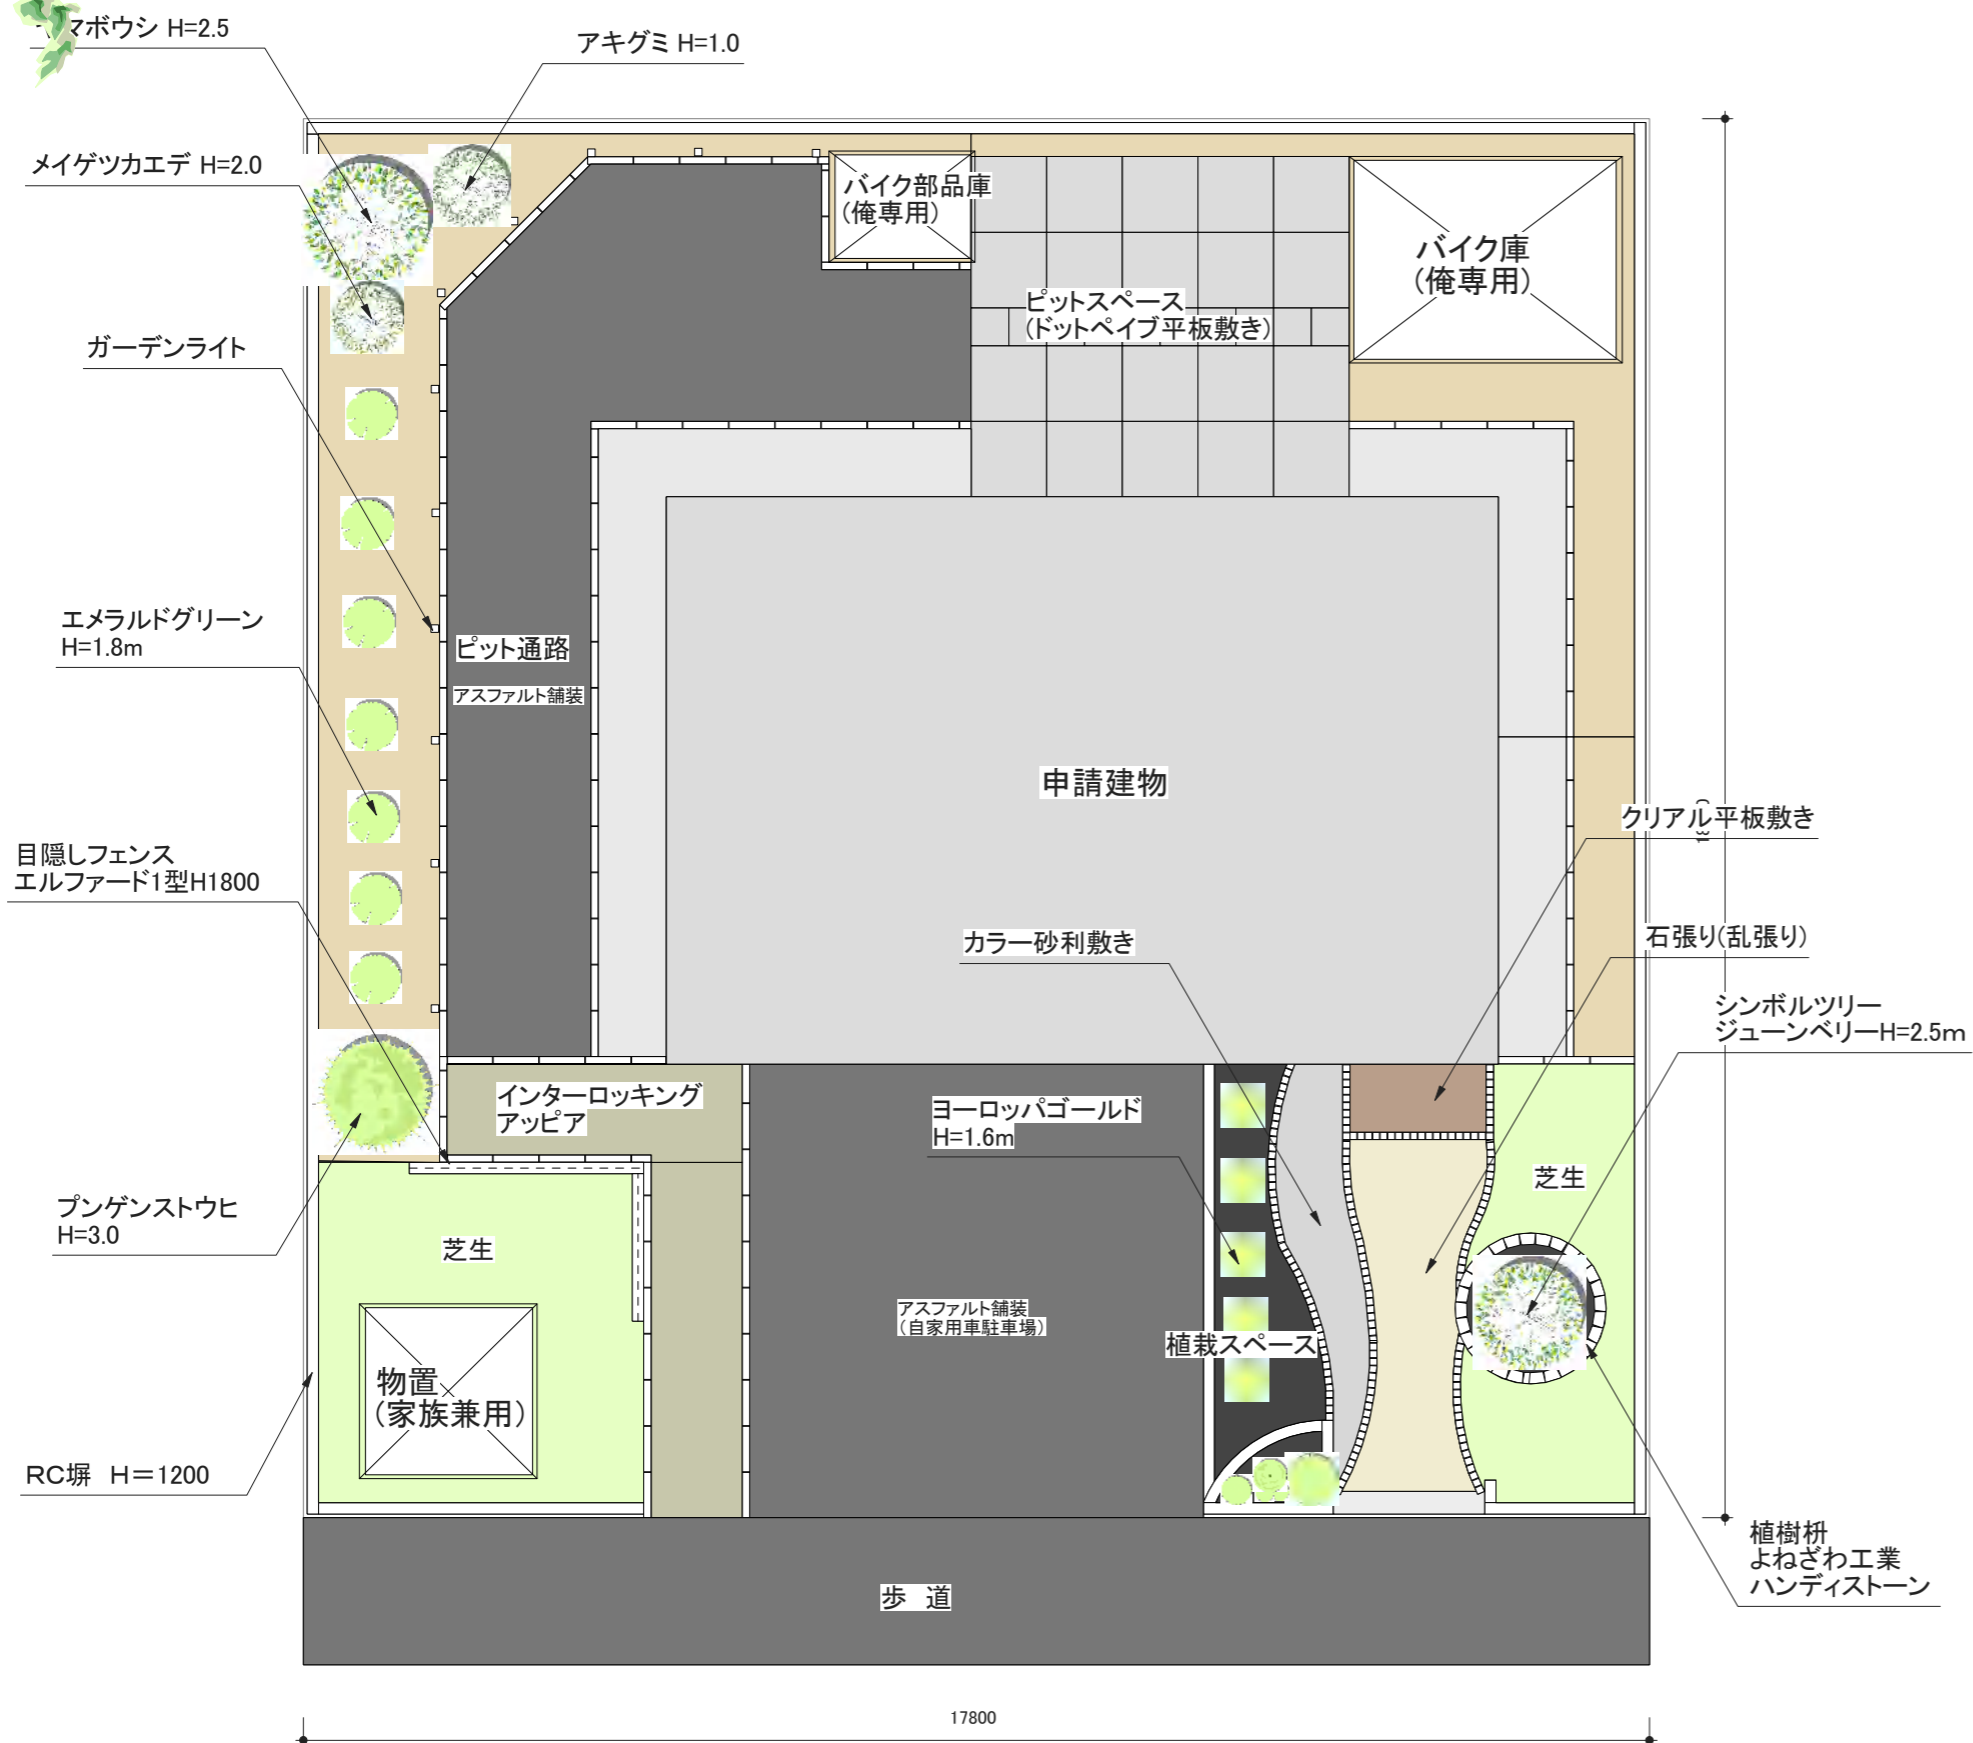 マボウシ H=2.5
アキグミ H=1.0
メイゲツカエデ H=2.0
バイク部品庫
(俺専用)
バイク庫
(俺専用)
ピットスペース
(ドットペイブ平板敷き)
ガーデンライト
エメラルドグリーン
H=1.8m
ピット通路
アスファルト舗装
申請建物
クリアル平板敷き
目隠しフェンス
エルファード1型H1800
カラー砂利敷き
石張り(乱張り)
シンボルツリー
ジューンベリーH=2.5m
インターロッキング
アッピア
ヨーロッパゴールド
H=1.6m
芝生
プンゲンストウヒ
H=3.0
芝生
アスファルト舗装
(自家用車駐車場)
植栽スペース
物置
(家族兼用)
RC塀 H=1200
植樹枡
よねざわ工業
ハンディストーン
歩 道
17800